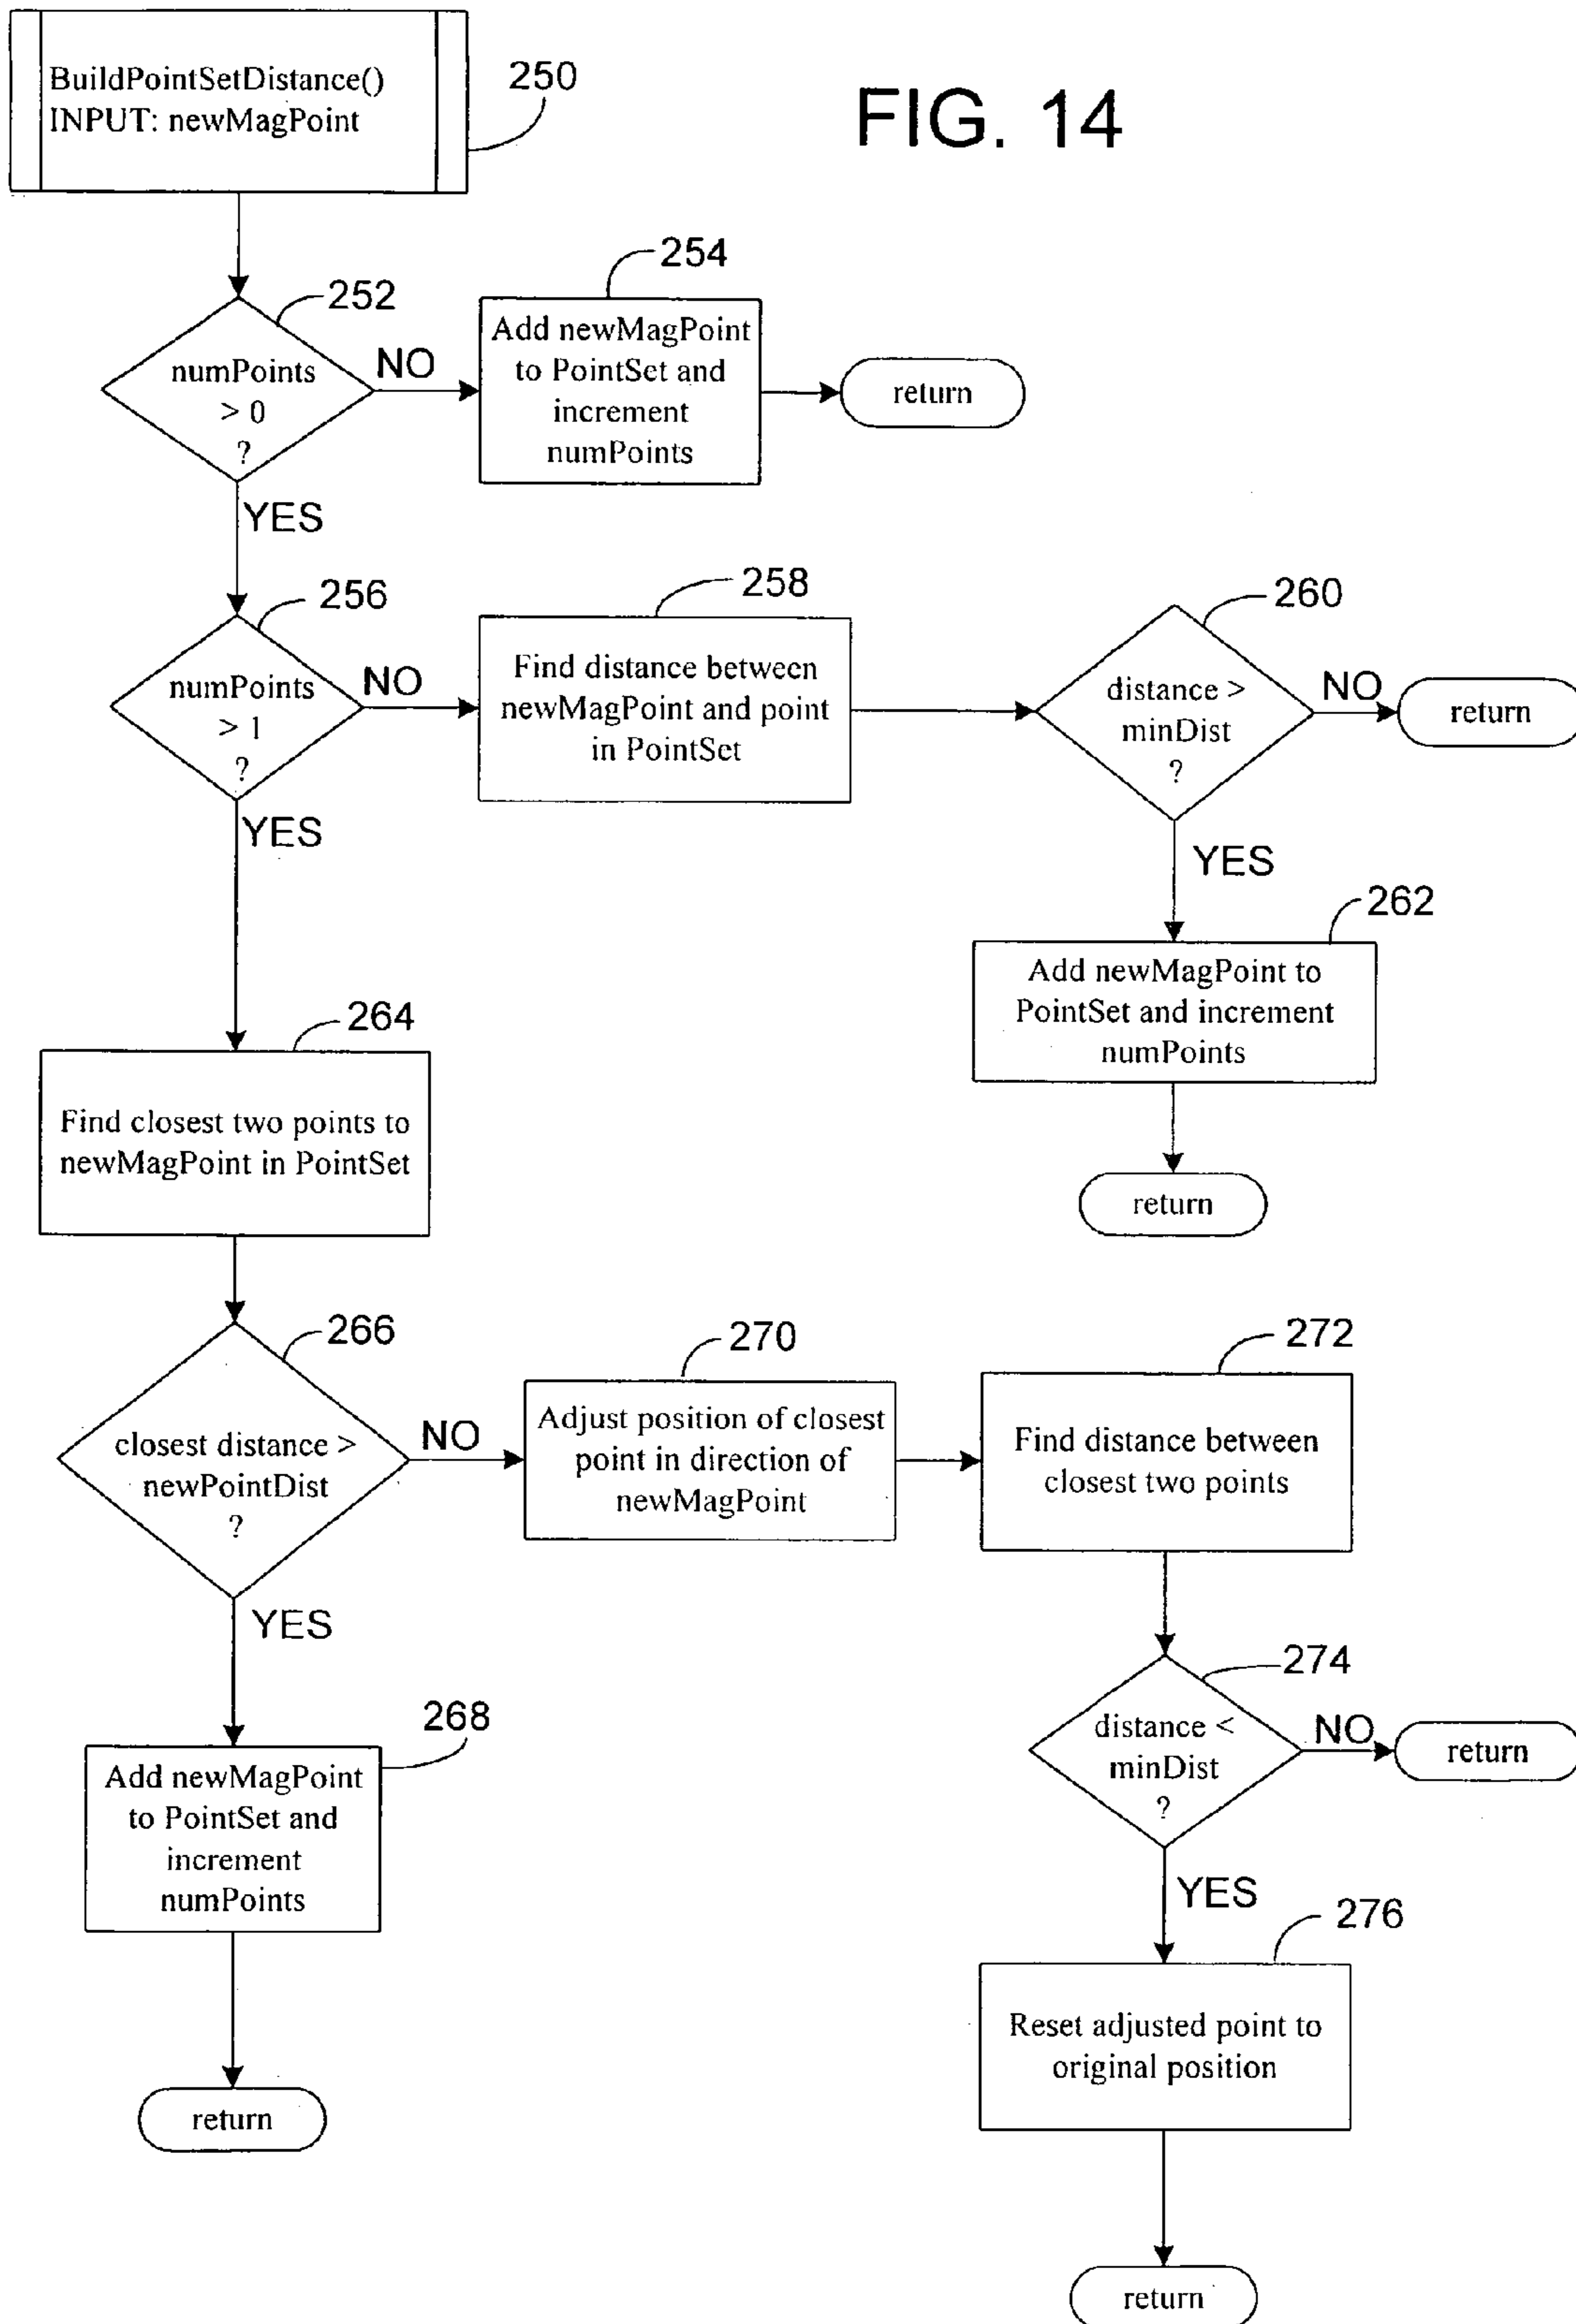 BuildPointSetDistance()
INPUT: newMagPoint
250
FIG. 14
252
numPoints
> 0
?
NO
254
Add newMagPoint
to PointSet and
increment
numPoints
return
YES
256
numPoints
> 1
?
NO
258
Find distance between
newMagPoint and point
in PointSet
260
distance >
minDist
?
NO
return
YES
262
Add newMagPoint to
PointSet and increment
numPoints
return
YES
264
Find closest two points to
newMagPoint in PointSet
266
closest distance >
newPointDist
?
NO
270
Adjust position of closest
point in direction of
newMagPoint
272
Find distance between
closest two points
274
distance <
minDist
?
NO
return
YES
276
Reset adjusted point to
original position
return
YES
268
Add newMagPoint
to PointSet and
increment
numPoints
return